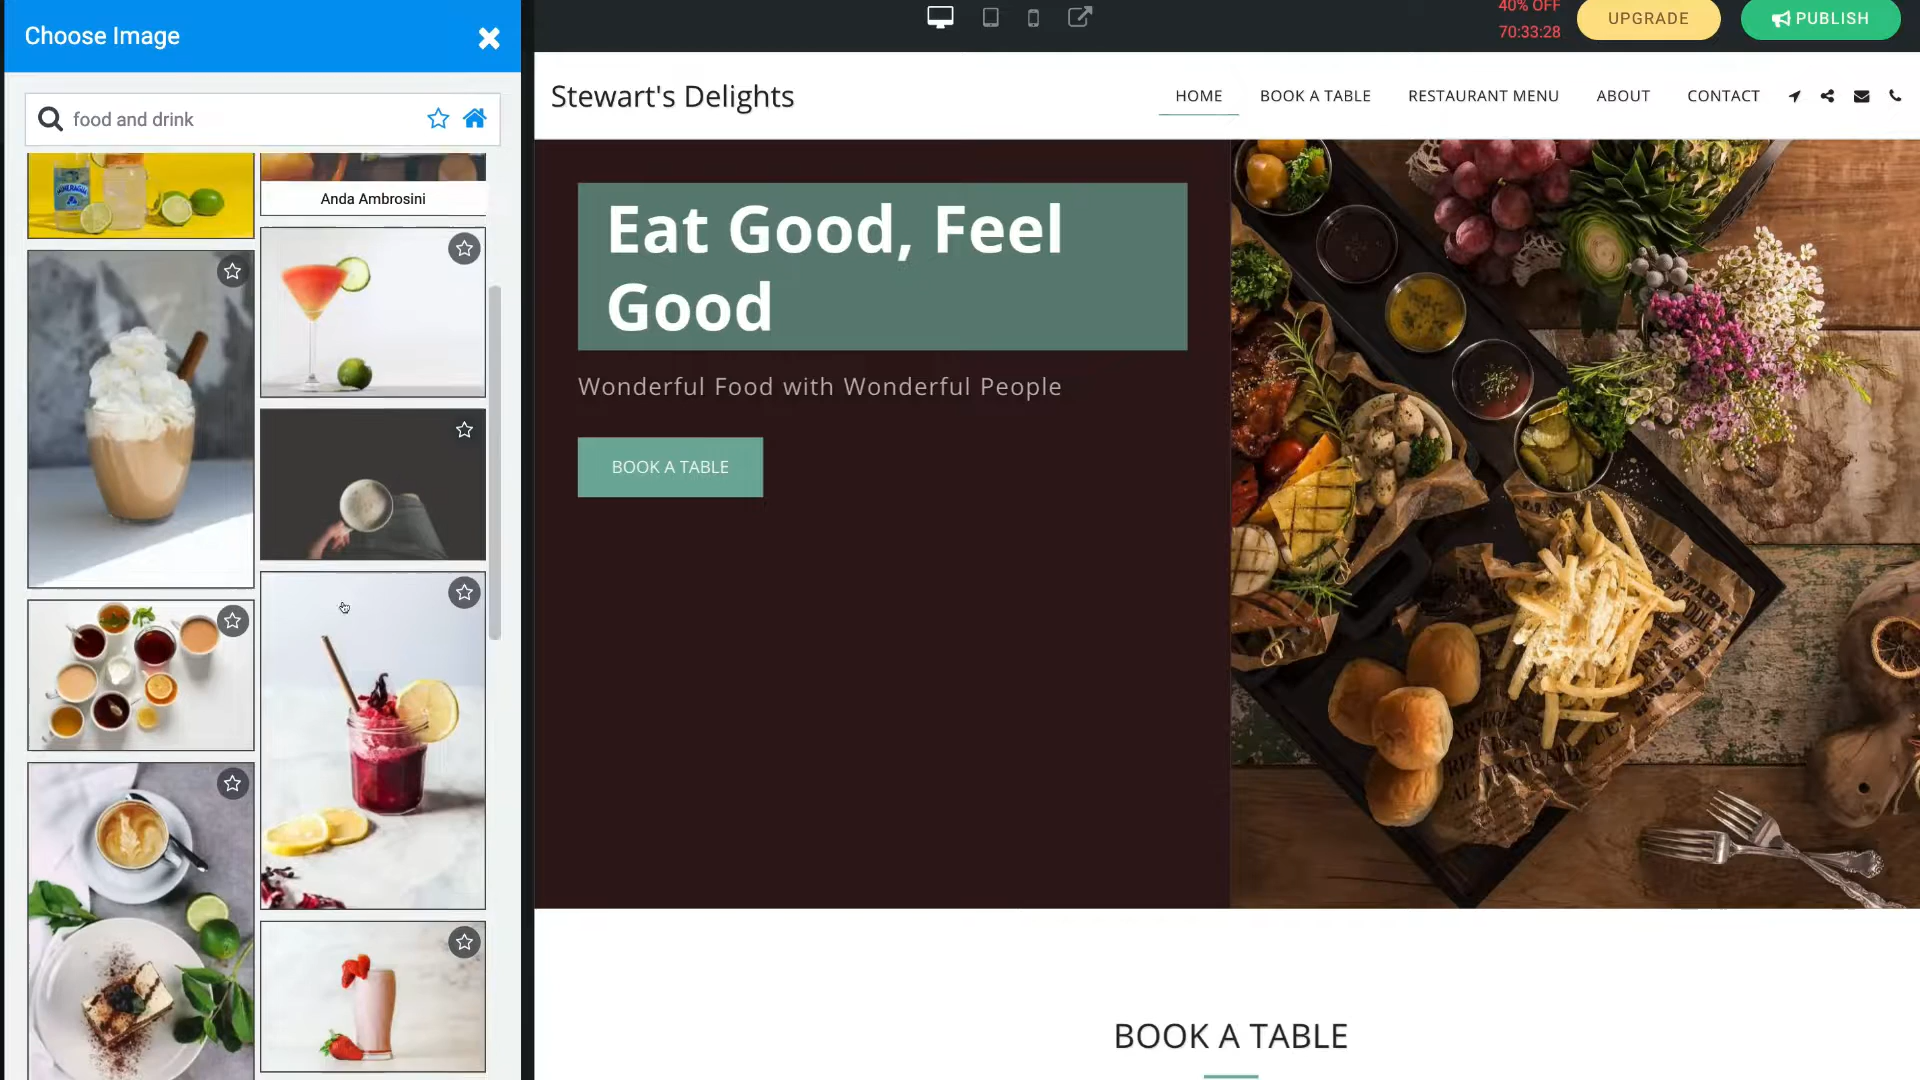 Choose Image
food and drink
Anda Ambrosini
40% OFF
70:33:28
UPGRADE
PUBLISH
Stewart's Delights
HOME
BOOK A TABLE
RESTAURANT MENU
ABOUT
CONTACT
Eat Good, Feel
Good
Wonderful Food with Wonderful People
BOOK A TABLE
BOOK A TABLE